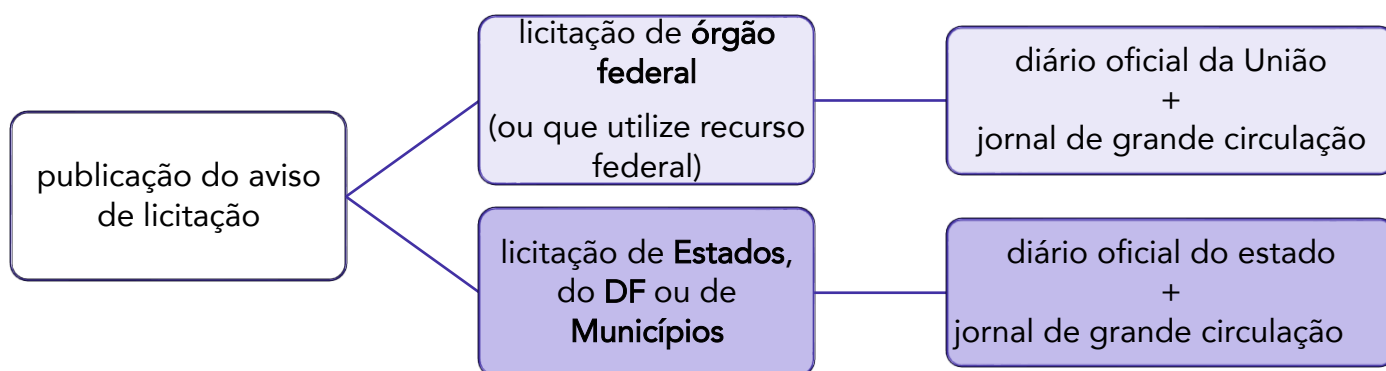 publicação do aviso
de licitação
licitação de órgão
federal
(ou que utilize recurso
federal)
diário oficial da União
+
jornal de grande circulação
licitação de Estados,
do DF ou de
Municípios
diário oficial do estado
+
jornal de grande circulação